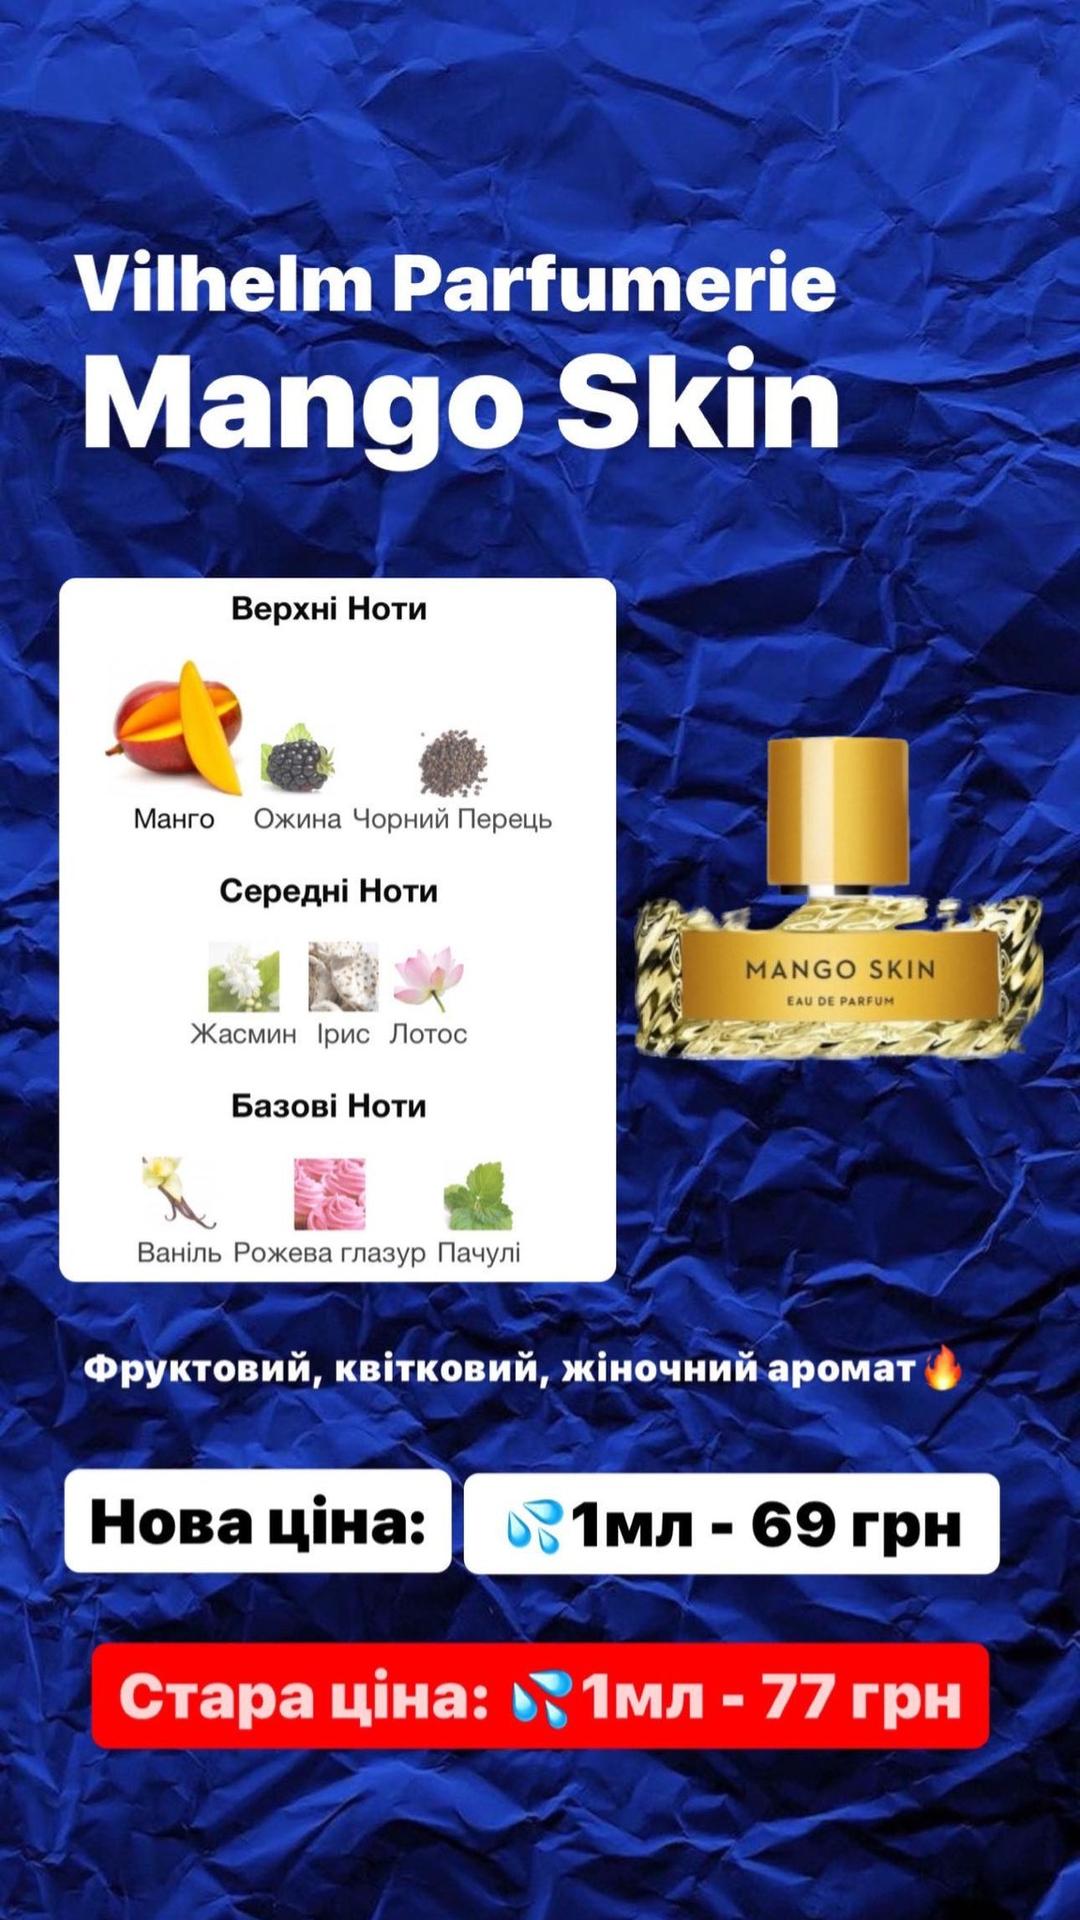 Vilhelm Parfumerie
Mango Skin
Верхні Ноти
Манго Ожина Чорний Перець
Середні Ноти
Жасмин Ірис Лотос
Базові Ноти
Ваніль Рожева глазур Пачулі
MANGO SKIN
EAU DE PARFUM
Фруктовий, квітковий, жіночний аромат🔥
Нова ціна: 💦1мл - 69 грн
Стара ціна: 💦1мл - 77 грн